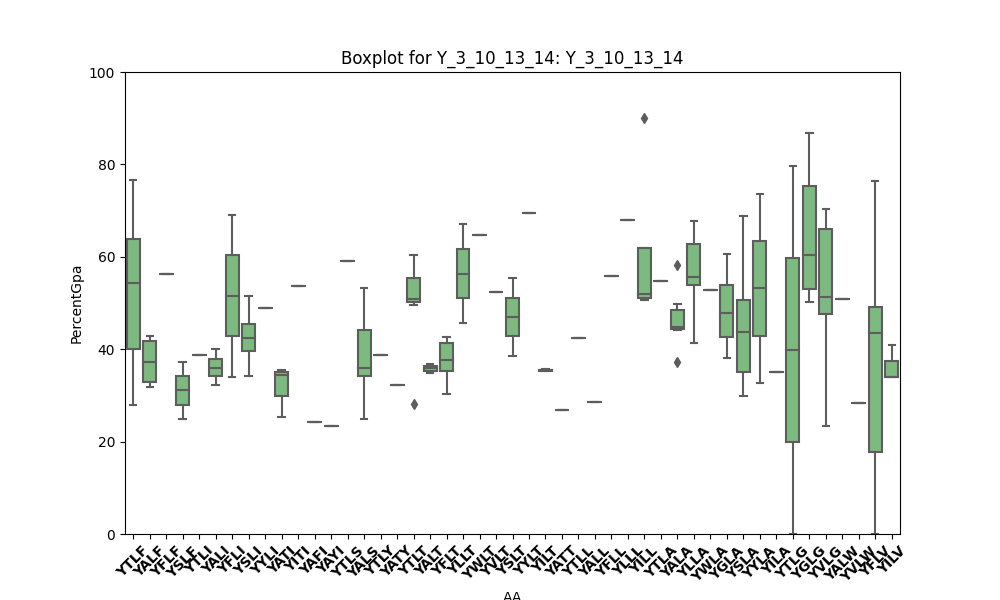 Boxplot for Y_3_10_13_14: Y_3_10_13_14
PercentGpa
100
80
60
40
20
0
YTLF
YALF
YFLF
YSLF
YTLI
YALI
YFLI
YSLI
YYLI
YATI
YITI
YAFI
YAYI
YTLS
YALS
YTLY
YATY
YTLT
YALT
YFLT
YLLT
YWLT
YVLT
YSLT
YYLT
YILT
YATT
YTLL
YALL
YFLL
YLLL
YILL
YTLA
YALA
YLLA
YWLA
YGLA
YSLA
YYLA
YILA
YTLG
YGLG
YVLG
YALW
YVLW
YFLV
YILV
AA